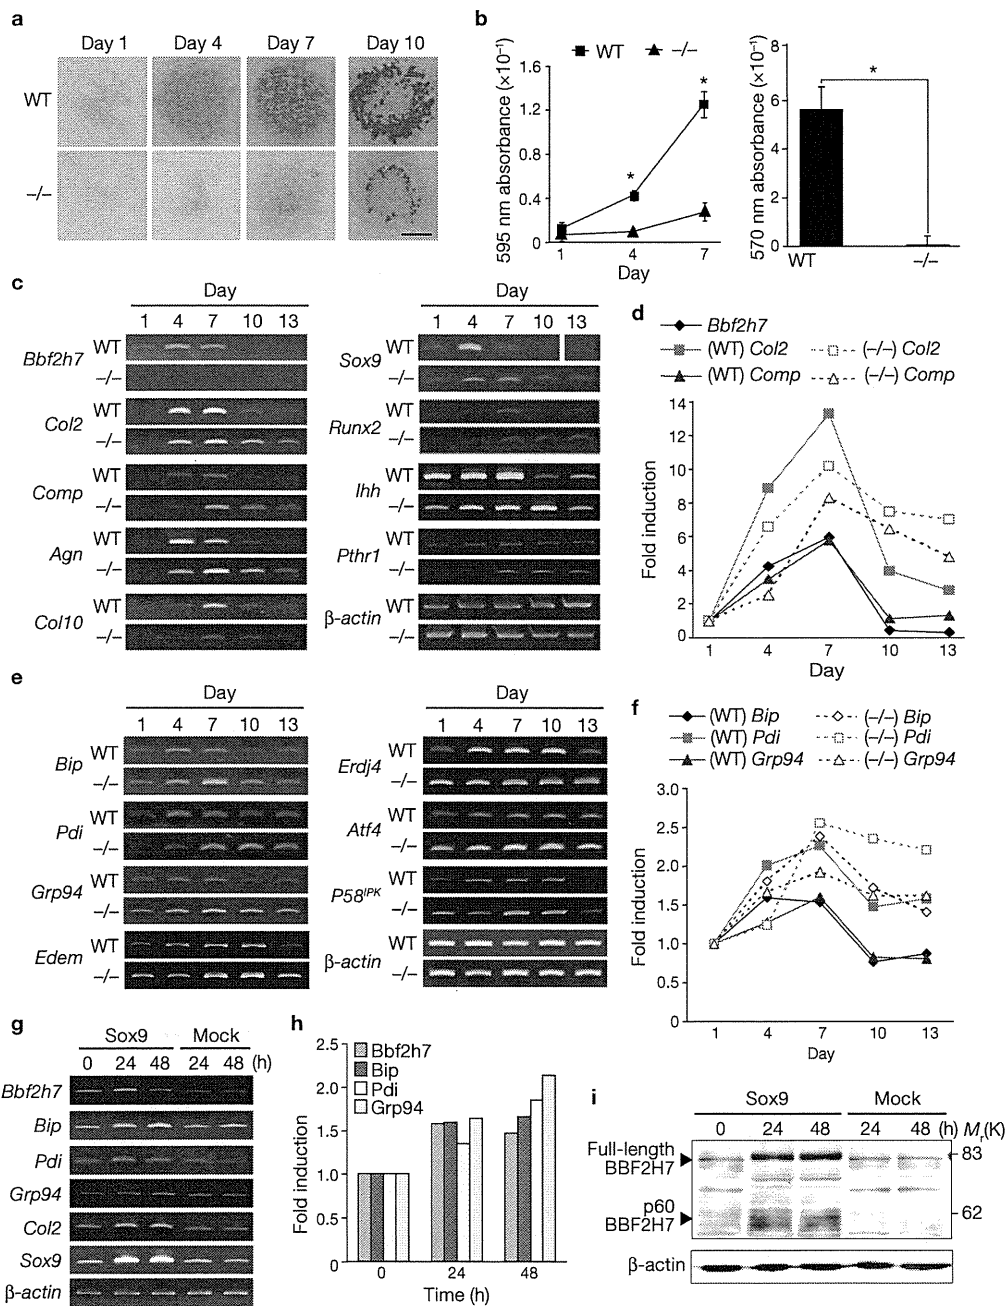 a
Day 1 Day 4 Day 7 Day 10
WT
–/–
b
WT –/–
595 nm absorbance (×10⁻¹)
1.6
1.2
0.8
0.4
0
* *
1 4 7
Day
570 nm absorbance (×10⁻¹)
8
6
4
2
0
*
WT –/–
c
Day
1 4 7 10 13
Bbf2h7 WT
–/–
Col2 WT
–/–
Comp WT
–/–
Agn WT
–/–
Col10 WT
–/–
Day
1 4 7 10 13
Sox9 WT
–/–
Runx2 WT
–/–
Ihh WT
–/–
Pthr1 WT
–/–
β-actin WT
–/–
d
Bbf2h7
(WT) Col2 (–/–) Col2
(WT) Comp (–/–) Comp
Fold induction
14
12
10
8
6
4
2
0
1 4 7 10 13
Day
e
Day
1 4 7 10 13
Bip WT
–/–
Pdi WT
–/–
Grp94 WT
–/–
Edem WT
–/–
Day
1 4 7 10 13
Erdj4 WT
–/–
Atf4 WT
–/–
P58ᴵᴾᴷ WT
–/–
β-actin WT
–/–
f
(WT) Bip (–/–) Bip
(WT) Pdi (–/–) Pdi
(WT) Grp94 (–/–) Grp94
Fold induction
3.0
2.5
2.0
1.5
1.0
0.5
0.0
1 4 7 10 13
Day
g
Sox9 Mock
0 24 48 24 48 (h)
Bbf2h7
Bip
Pdi
Grp94
Col2
Sox9
β-actin
h
Bbf2h7
Bip
Pdi
Grp94
Fold induction
2.5
2.0
1.5
1.0
0.5
0
0 24 48
Time (h)
i
Sox9 Mock
0 24 48 24 48 (h) Mᵣ(K)
Full-length
BBF2H7
83
p60
BBF2H7
62
β-actin